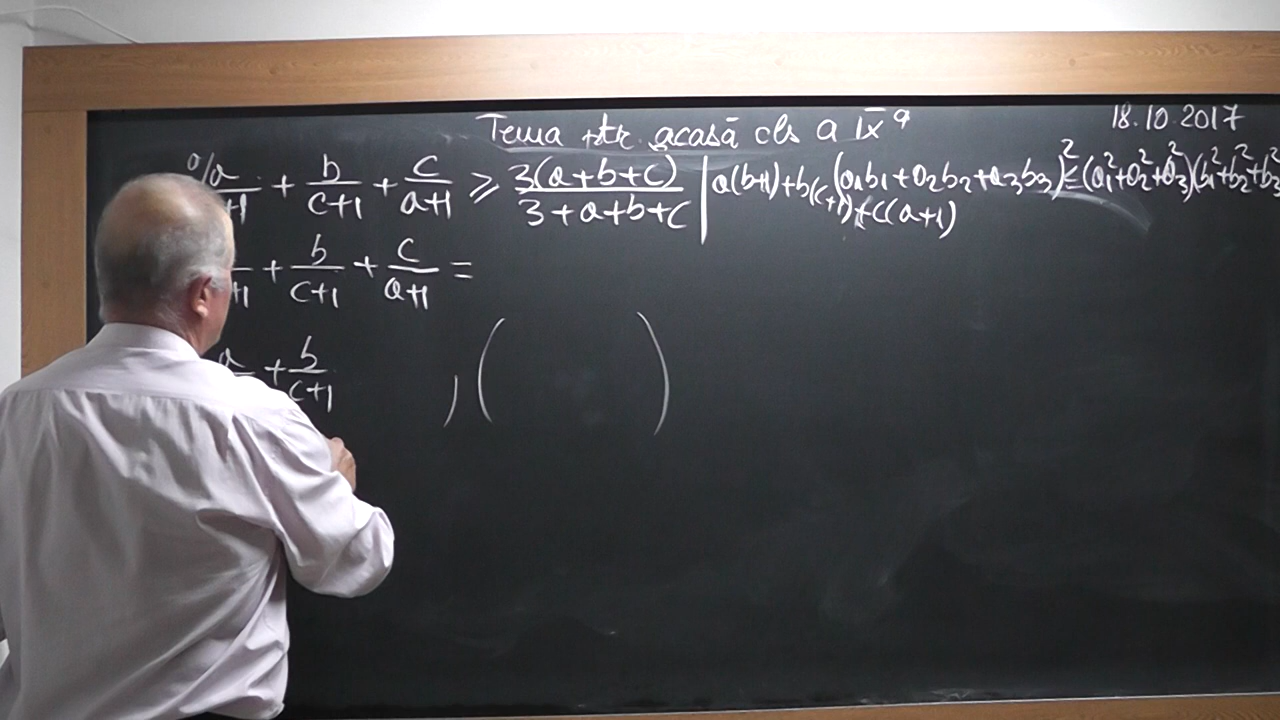 Tema ptr. acasă cls a IX a
18.10.2017
a/ + b/(c+1) + c/(a+1) ≥ 3(a+b+c)/(3+a+b+c) | a(b+1)+b(c+1)+c(a+1) (a₁b₁+a₂b₂+a₃b₃)² ≤ (a₁²+a₂²+a₃²)(b₁²+b₂²+b₃²
+ b/(c+1) + c/(a+1) =
a + b/(c+1) , ( )